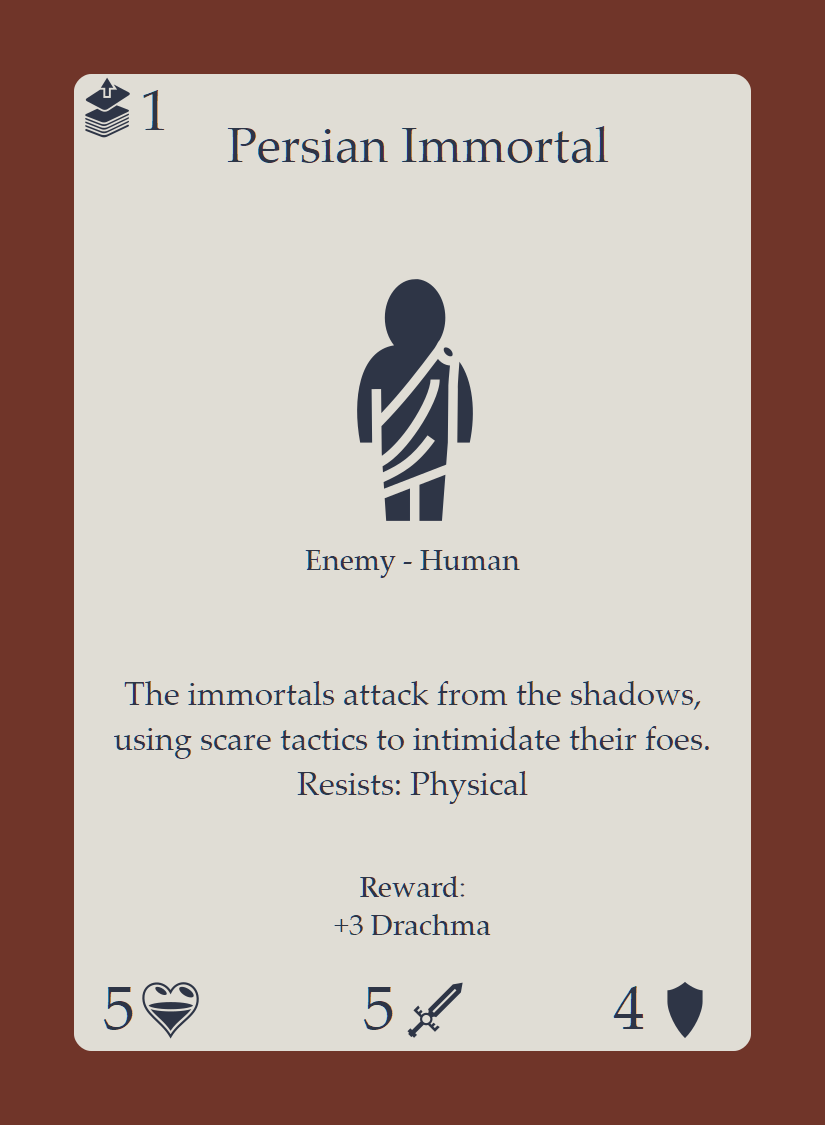 1
Persian Immortal
Enemy - Human
The immortals attack from the shadows,
using scare tactics to intimidate their foes.
Resists: Physical
Reward:
+3 Drachma
5 5 4